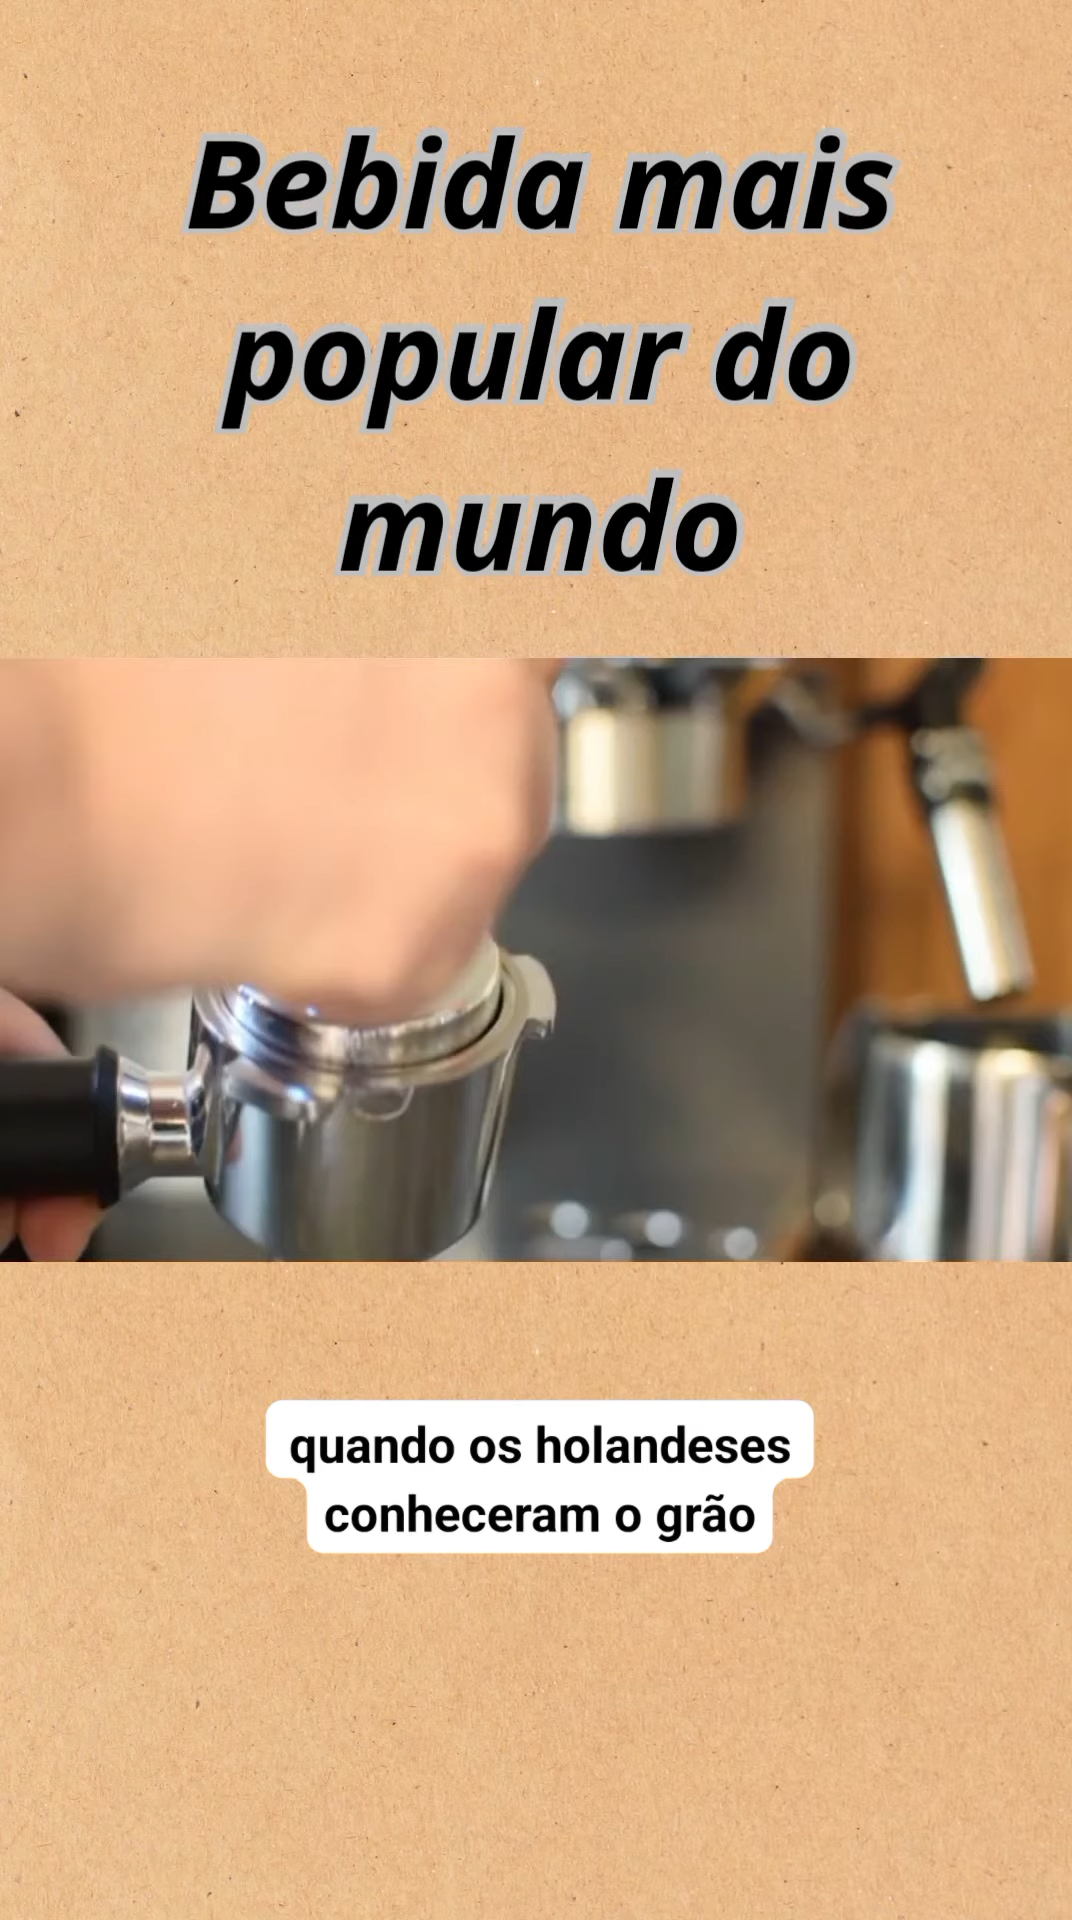 Bebida mais
popular do
mundo
quando os holandeses
conheceram o grão